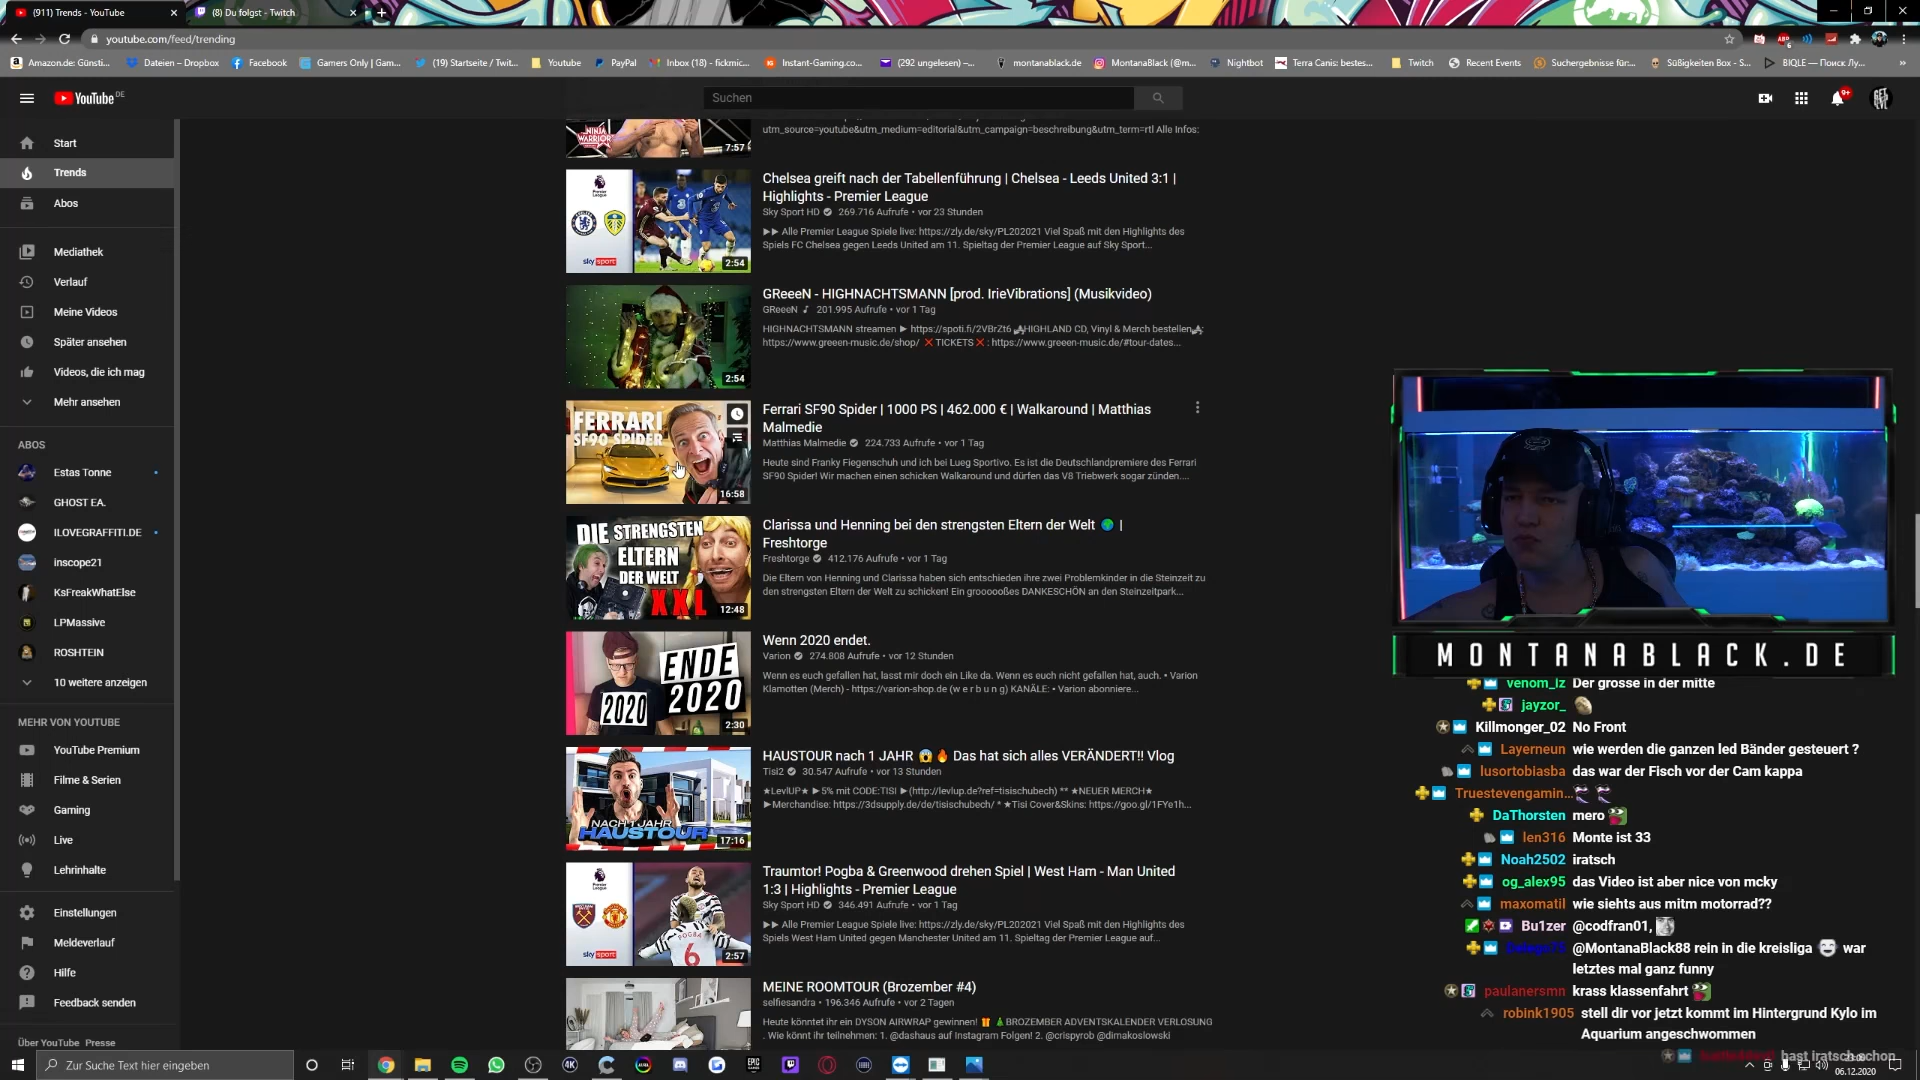 (911) Trends - YouTube
(8) Du folgst - Twitch
youtube.com/feed/trending
Amazon.de: Günsti...
Dateien – Dropbox
Facebook
Gamers Only | Gam...
(19) Startseite / Twit...
Youtube
PayPal
Inbox (18) - fickmic...
Instant-Gaming.co...
(292 ungelesen) –...
montanablack.de
MontanaBlack (@m...
Nightbot
Terra Canis: bestes...
Twitch
Recent Events
Suchergebnisse für:...
Süßigkeiten Box - S...
BIQLE — Поиск Лу...
YouTube DE
Suchen
9+
Start
Trends
Abos
Mediathek
Verlauf
Meine Videos
Später ansehen
Videos, die ich mag
Mehr ansehen
ABOS
Estas Tonne
GHOST EA.
ILOVEGRAFFITI.DE
inscope21
KsFreakWhatElse
LPMassive
ROSHTEIN
10 weitere anzeigen
MEHR VON YOUTUBE
YouTube Premium
Filme & Serien
Gaming
Live
Lehrinhalte
Einstellungen
Meldeverlauf
Hilfe
Feedback senden
Über YouTube Presse
NINJA WARRIOR
7:57
utm_source=youtube&utm_medium=editorial&utm_campaign=beschreibung&utm_term=rtl Alle Infos:
Premier League
sky sport
2:54
Chelsea greift nach der Tabellenführung | Chelsea - Leeds United 3:1 |
Highlights - Premier League
Sky Sport HD 269.716 Aufrufe • vor 23 Stunden
▶▶ Alle Premier League Spiele live: https://zly.de/sky/PL202021 Viel Spaß mit den Highlights des
Spiels FC Chelsea gegen Leeds United am 11. Spieltag der Premier League auf Sky Sport...
2:54
GReeeN - HIGHNACHTSMANN [prod. IrieVibrations] (Musikvideo)
GReeeN ♪ 201.995 Aufrufe • vor 1 Tag
HIGHNACHTSMANN streamen ► https://spoti.fi/2VBrZt6 HIGHLAND CD, Vinyl & Merch bestellen
https://www.greeen-music.de/shop/ ❌ TICKETS ❌ : https://www.greeen-music.de/#tour-dates...
FERRARI
SF90 SPIDER
16:58
Ferrari SF90 Spider | 1000 PS | 462.000 € | Walkaround | Matthias
Malmedie
Matthias Malmedie 224.733 Aufrufe • vor 1 Tag
Heute sind Franky Fiegenschuh und ich bei Lueg Sportivo. Es ist die Deutschlandpremiere des Ferrari
SF90 Spider! Wir machen einen schicken Walkaround und dürfen das V8 Triebwerk sogar zünden....
DIE STRENGSTEN
ELTERN
DER WELT
XXL
12:48
Clarissa und Henning bei den strengsten Eltern der Welt 🌍 |
Freshtorge
Freshtorge 412.176 Aufrufe • vor 1 Tag
Die Eltern von Henning und Clarissa haben sich entschieden ihre zwei Problemkinder in die Steinzeit zu
den strengsten Eltern der Welt zu schicken! Ein groooooßes DANKESCHÖN an den Steinzeitpark...
2020
ENDE
2020
2:30
Wenn 2020 endet.
Varion 274.808 Aufrufe • vor 12 Stunden
Wenn es euch gefallen hat, lasst mir doch ein Like da. Wenn es euch nicht gefallen hat, auch. • Varion
Klamotten (Merch) - https://varion-shop.de (w e r b u n g) KANÄLE: • Varion abonniere...
NACH 1 JAHR
HAUSTOUR
17:16
HAUSTOUR nach 1 JAHR 😱🔥 Das hat sich alles VERÄNDERT!! Vlog
Tisi2 30.547 Aufrufe • vor 13 Stunden
★LevlUP★ ►5% mit CODE:TISI ►(http://levlup.de?ref=tisischubech) ** ★NEUER MERCH★
►Merchandise: https://3dsupply.de/de/tisischubech/ * ★Tisi Cover&Skins: https://goo.gl/1FYe1h...
Premier League
sky sport
POGBA
6
2:57
Traumtor! Pogba & Greenwood drehen Spiel | West Ham - Man United
1:3 | Highlights - Premier League
Sky Sport HD 346.491 Aufrufe • vor 1 Tag
▶▶ Alle Premier League Spiele live: https://zly.de/sky/PL202021 Viel Spaß mit den Highlights des
Spiels West Ham United gegen Manchester United am 11. Spieltag der Premier League auf...
MEINE ROOMTOUR (Brozember #4)
selfiesandra • 196.346 Aufrufe • vor 2 Tagen
Heute könntet ihr ein DYSON AIRWRAP gewinnen! 🎁 🎄BROZEMBER ADVENTSKALENDER VERLOSUNG
. Wie könnt ihr teilnehmen: 1. @dashaus auf Instagram Folgen! 2. @crispyrob @dimakoslowski
MONTANABLACK.DE
venom_iz Der grosse in der mitte
jayzor_
Killmonger_02 No Front
Layerneun wie werden die ganzen led Bänder gesteuert ?
lusortobiasba das war der Fisch vor der Cam kappa
Truestevengamin...
DaThorsten mero
len316 Monte ist 33
Noah2502 iratsch
og_alex95 das Video ist aber nice von mcky
maxomatil wie siehts aus mitm motorrad??
Bu1zer @codfran01,
@MontanaBlack88 rein in die kreisliga war
letztes mal ganz funny
paulanersmn krass klassenfahrt
robink1905 stell dir vor jetzt kommt im Hintergrund Kylo im
Aquarium angeschwommen
hast iratsch schon
Zur Suche Text hier eingeben
06.12.2020